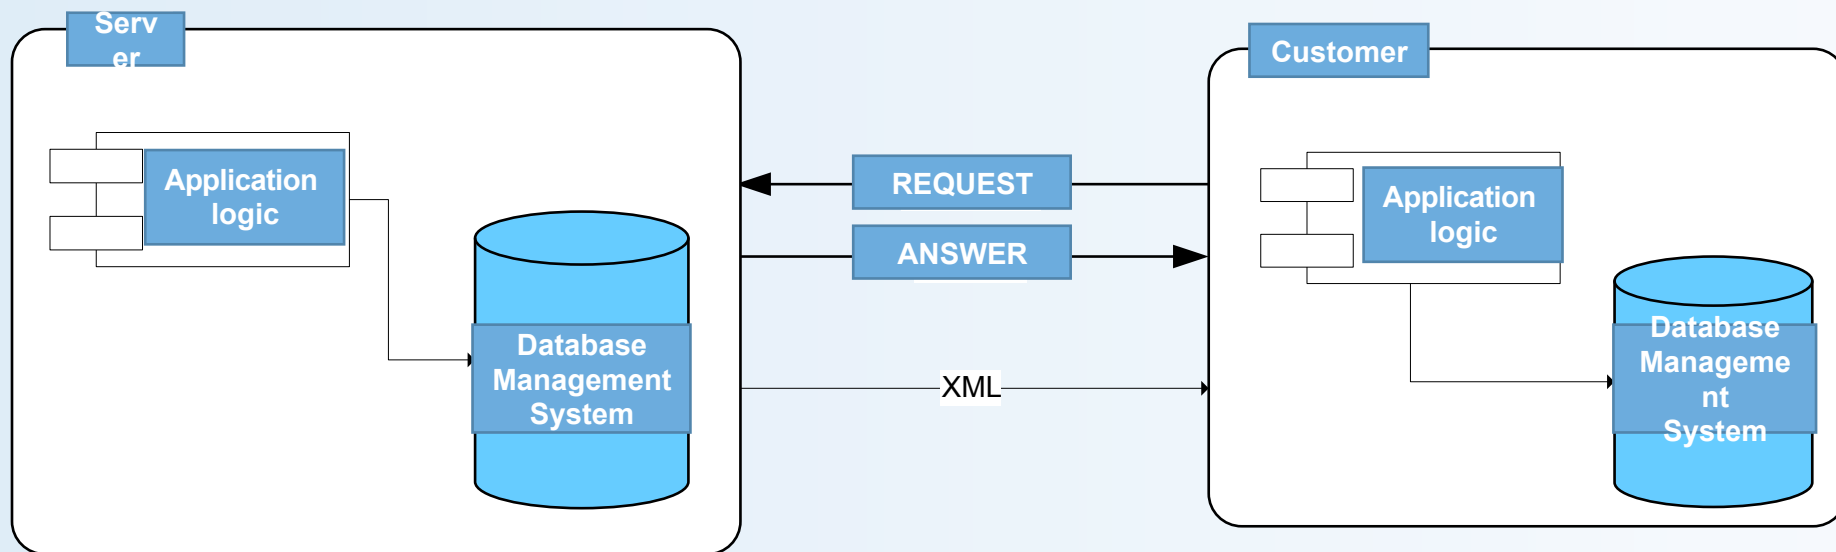 Serv
er
Customer
Application
logic
REQUEST
Application
logic
ANSWER
Database
Management
System
XML
Database
Manageme
nt
System